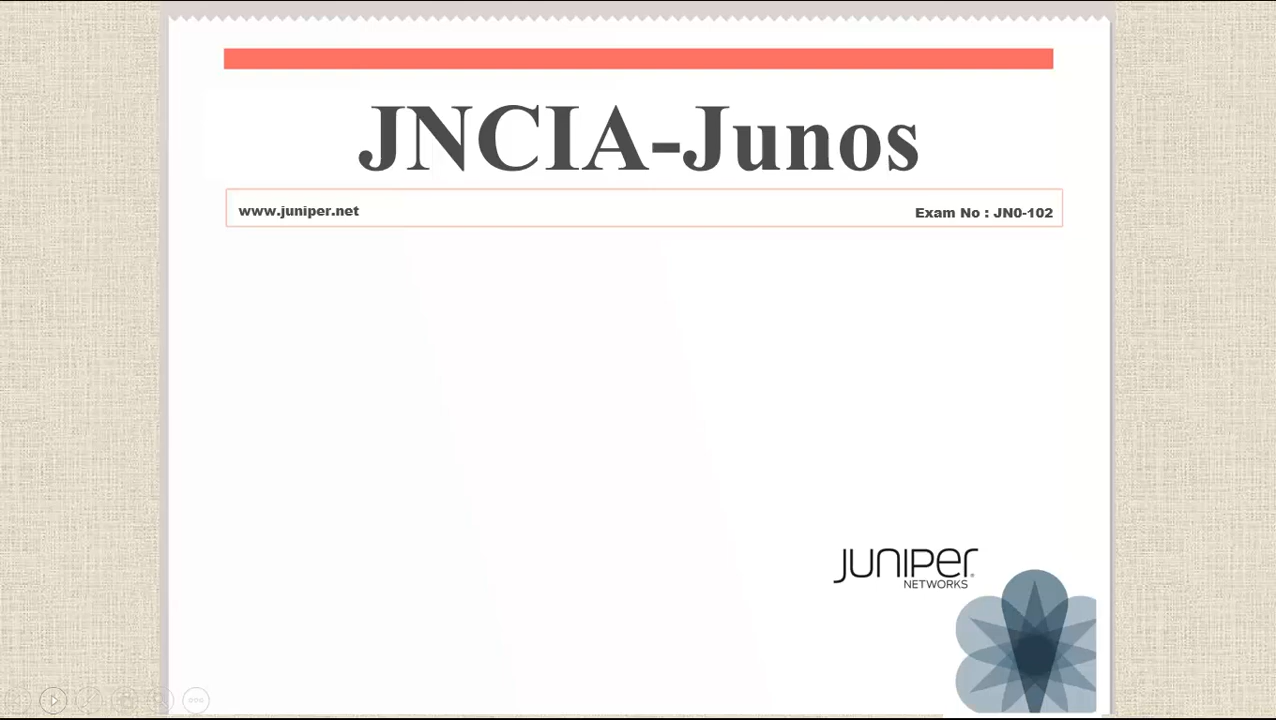 JNCIA-Junos
www.juniper.net
Exam No : JN0-102
JUNIPEr
NETWORKS